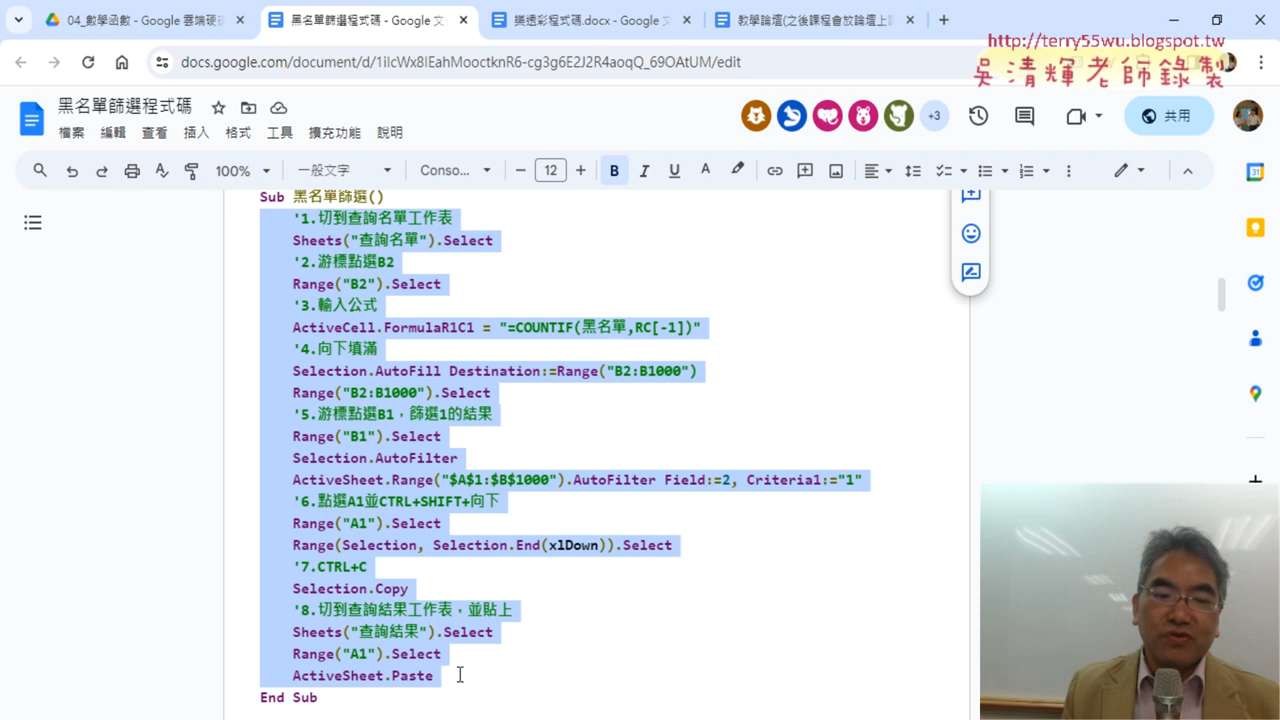 04_數學函數 - Google 雲端硬碟
黑名單篩選程式碼 - Google 文
樂透彩程式碼.docx - Google 文
教學論壇(之後課程會放論壇上課
http://terry55wu.blogspot.tw
吳清輝老師錄製
docs.google.com/document/d/1ilcWx8lEahMooctknR6-cg3g6E2J2R4aoqQ_69OAtUM/edit
黑名單篩選程式碼
+3
共用
檔案 編輯 查看 插入 格式 工具 擴充功能 說明
100% 一般文字 Conso... 12 B I U A
31
Sub 黑名單篩選()
'1.切到查詢名單工作表
Sheets("查詢名單").Select
'2.游標點選B2
Range("B2").Select
'3.輸入公式
ActiveCell.FormulaR1C1 = "=COUNTIF(黑名單,RC[-1])"
'4.向下填滿
Selection.AutoFill Destination:=Range("B2:B1000")
Range("B2:B1000").Select
'5.游標點選B1，篩選1的結果
Range("B1").Select
Selection.AutoFilter
ActiveSheet.Range("$A$1:$B$1000").AutoFilter Field:=2, Criteria1:="1"
'6.點選A1並CTRL+SHIFT+向下
Range("A1").Select
Range(Selection, Selection.End(xlDown)).Select
'7.CTRL+C
Selection.Copy
'8.切到查詢結果工作表，並貼上
Sheets("查詢結果").Select
Range("A1").Select
ActiveSheet.Paste
End Sub